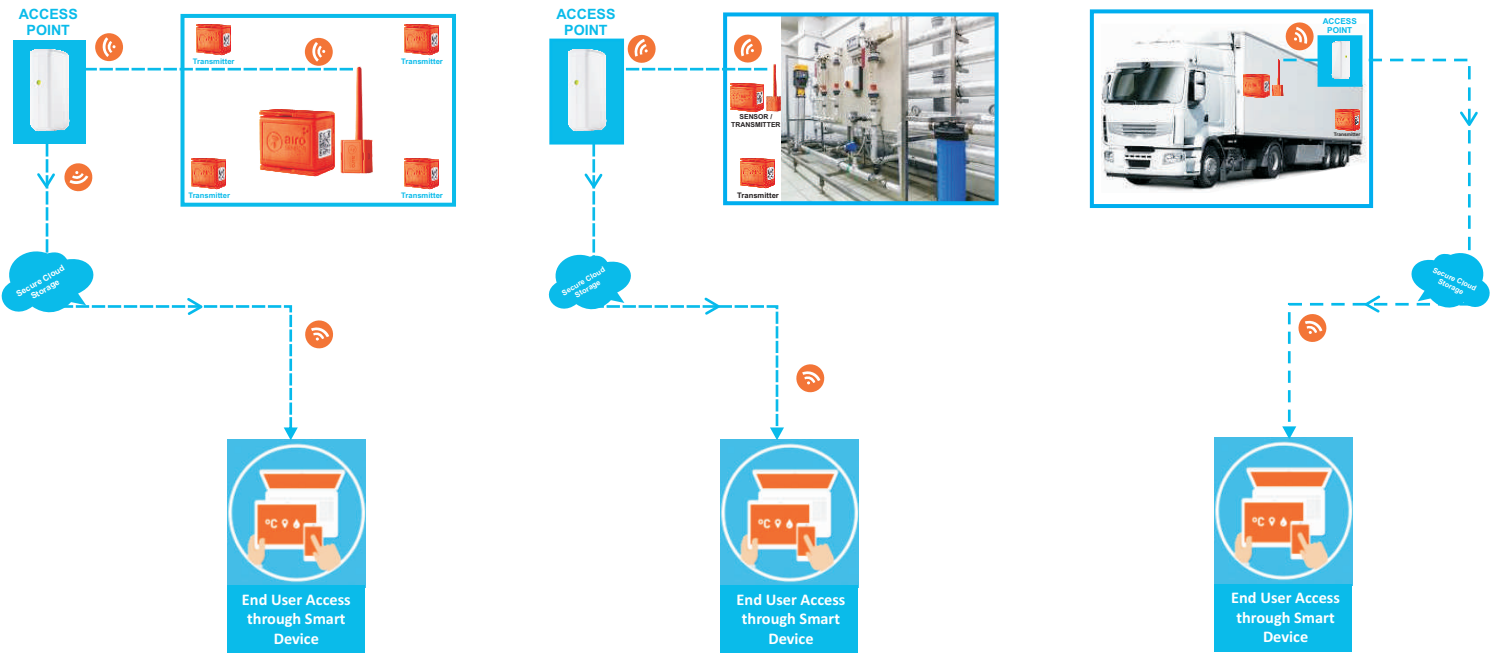 ACCESS
POINT
Transmitter
Transmitter
airo
Transmitter
Transmitter
Secure Cloud
Storage
°C
End User Access
through Smart
Device
ACCESS
POINT
SENSOR /
TRANSMITTER
Transmitter
Secure Cloud
Storage
°C
End User Access
through Smart
Device
ACCESS
POINT
Transmitter
Secure Cloud
Storage
°C
End User Access
through Smart
Device